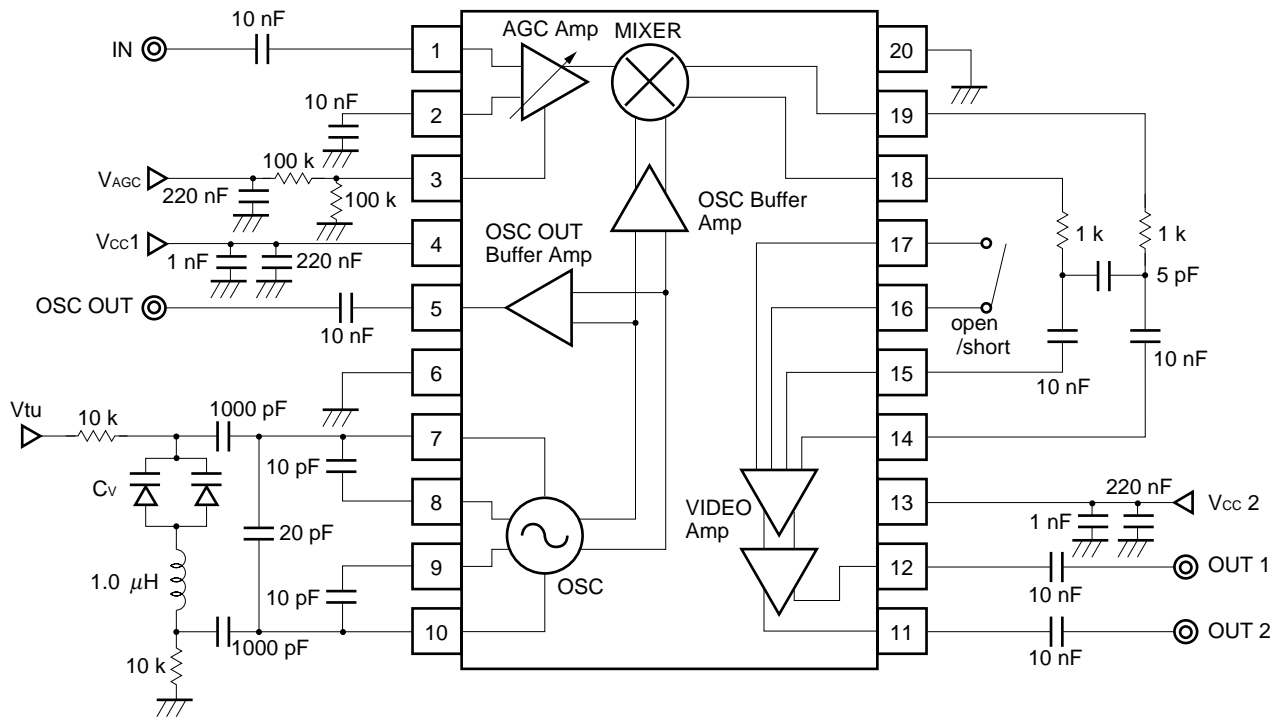 10 nF
IN
1
AGC Amp
MIXER
20
10 nF
2
19
VAGC
100 k
3
220 nF
100 k
18
OSC Buffer
Amp
1 k
1 k
VCC1
4
1 nF
220 nF
OSC OUT
Buffer Amp
17
5 pF
OSC OUT
5
10 nF
16
open
/short
10 nF
6
15
10 nF
Vtu
10 k
1000 pF
7
14
10 pF
CV
8
VIDEO
Amp
13
220 nF
VCC 2
1 nF
20 pF
9
OSC
12
OUT 1
10 nF
1.0 μH
10 pF
10
11
OUT 2
1000 pF
10 nF
10 k